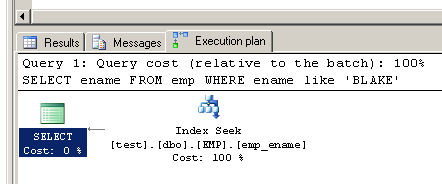 Results Messages Execution plan
Query 1: Query cost (relative to the batch): 100%
SELECT ename FROM emp WHERE ename like 'BLAKE'
SELECT
Cost: 0 %
Index Seek
[test].[dbo].[EMP].[emp_ename]
Cost: 100 %